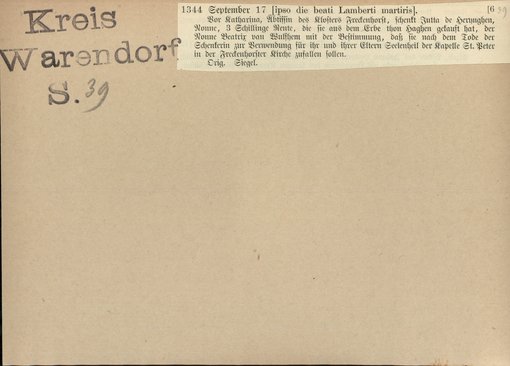 Kreis
Warendorf
S. 39
1344 September 17 [ipso die beati Lamberti martiris]. [6
Vor Katharina, Äbtissin des Klosters Freckenhorst, schenkt Jutta de Herynghen,
Nonne, 3 Schillinge Rente, die sie aus dem Erbe thon Haghen gekauft hat, der
Nonne Beatrix van Wulfhem mit der Bestimmung, daß sie nach dem Tode der
Schenkerin zur Verwendung für ihr und ihrer Eltern Seelenheil der Kapelle St. Peter
in der Freckenhorster Kirche zufallen sollen.
Orig. Siegel.